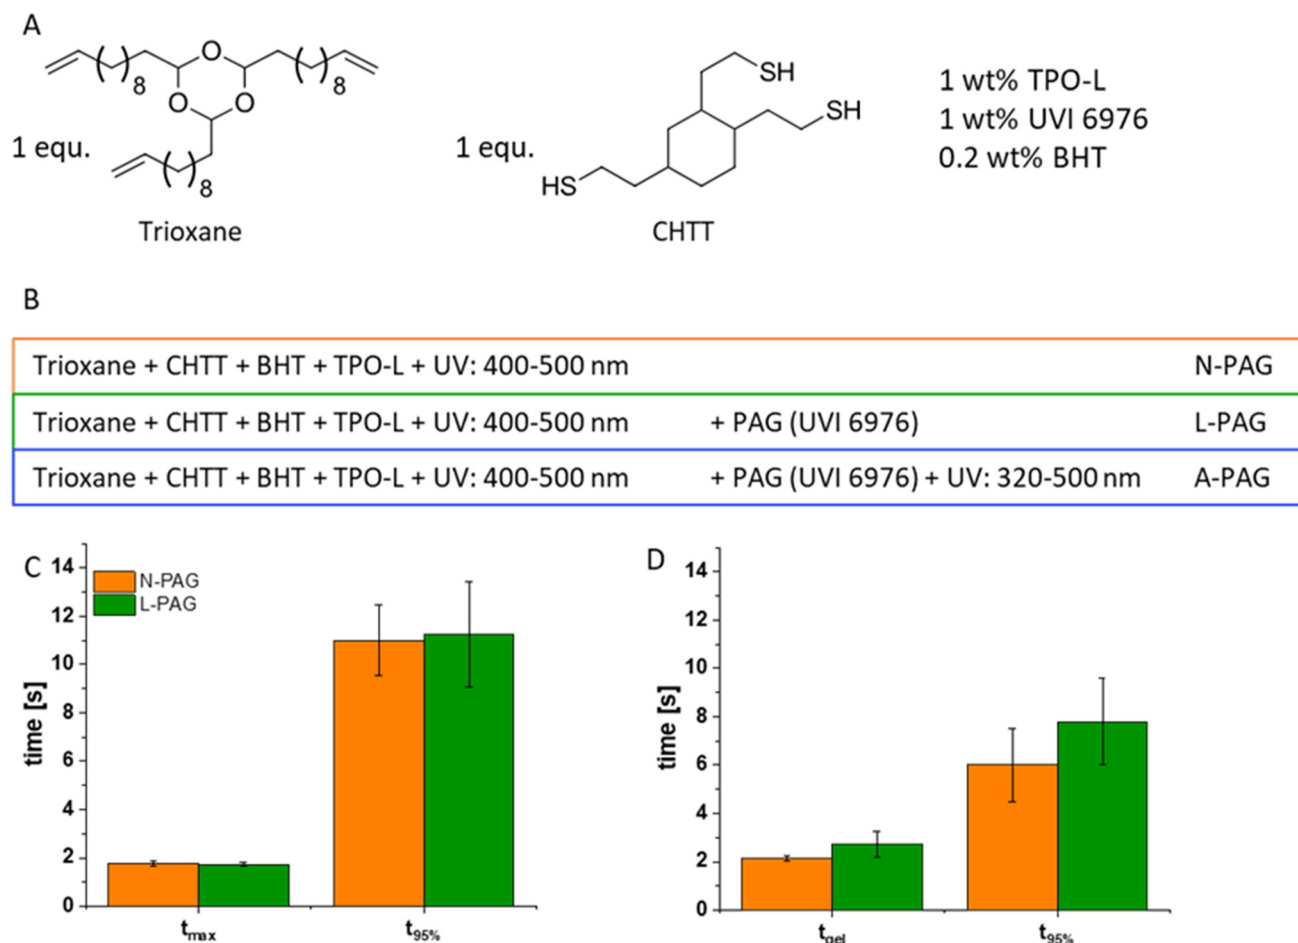 A
O
( )8
( )8
O O
( )8
1 equ.
Trioxane
1 equ.
SH
SH
HS
CHTT
1 wt% TPO-L
1 wt% UVI 6976
0.2 wt% BHT
B
Trioxane + CHTT + BHT + TPO-L + UV: 400-500 nm N-PAG
Trioxane + CHTT + BHT + TPO-L + UV: 400-500 nm + PAG (UVI 6976) L-PAG
Trioxane + CHTT + BHT + TPO-L + UV: 400-500 nm + PAG (UVI 6976) + UV: 320-500 nm A-PAG
C
N-PAG
L-PAG
time [s]
14
12
10
8
6
4
2
0
tmax t95%
D
time [s]
14
12
10
8
6
4
2
0
tgel t95%